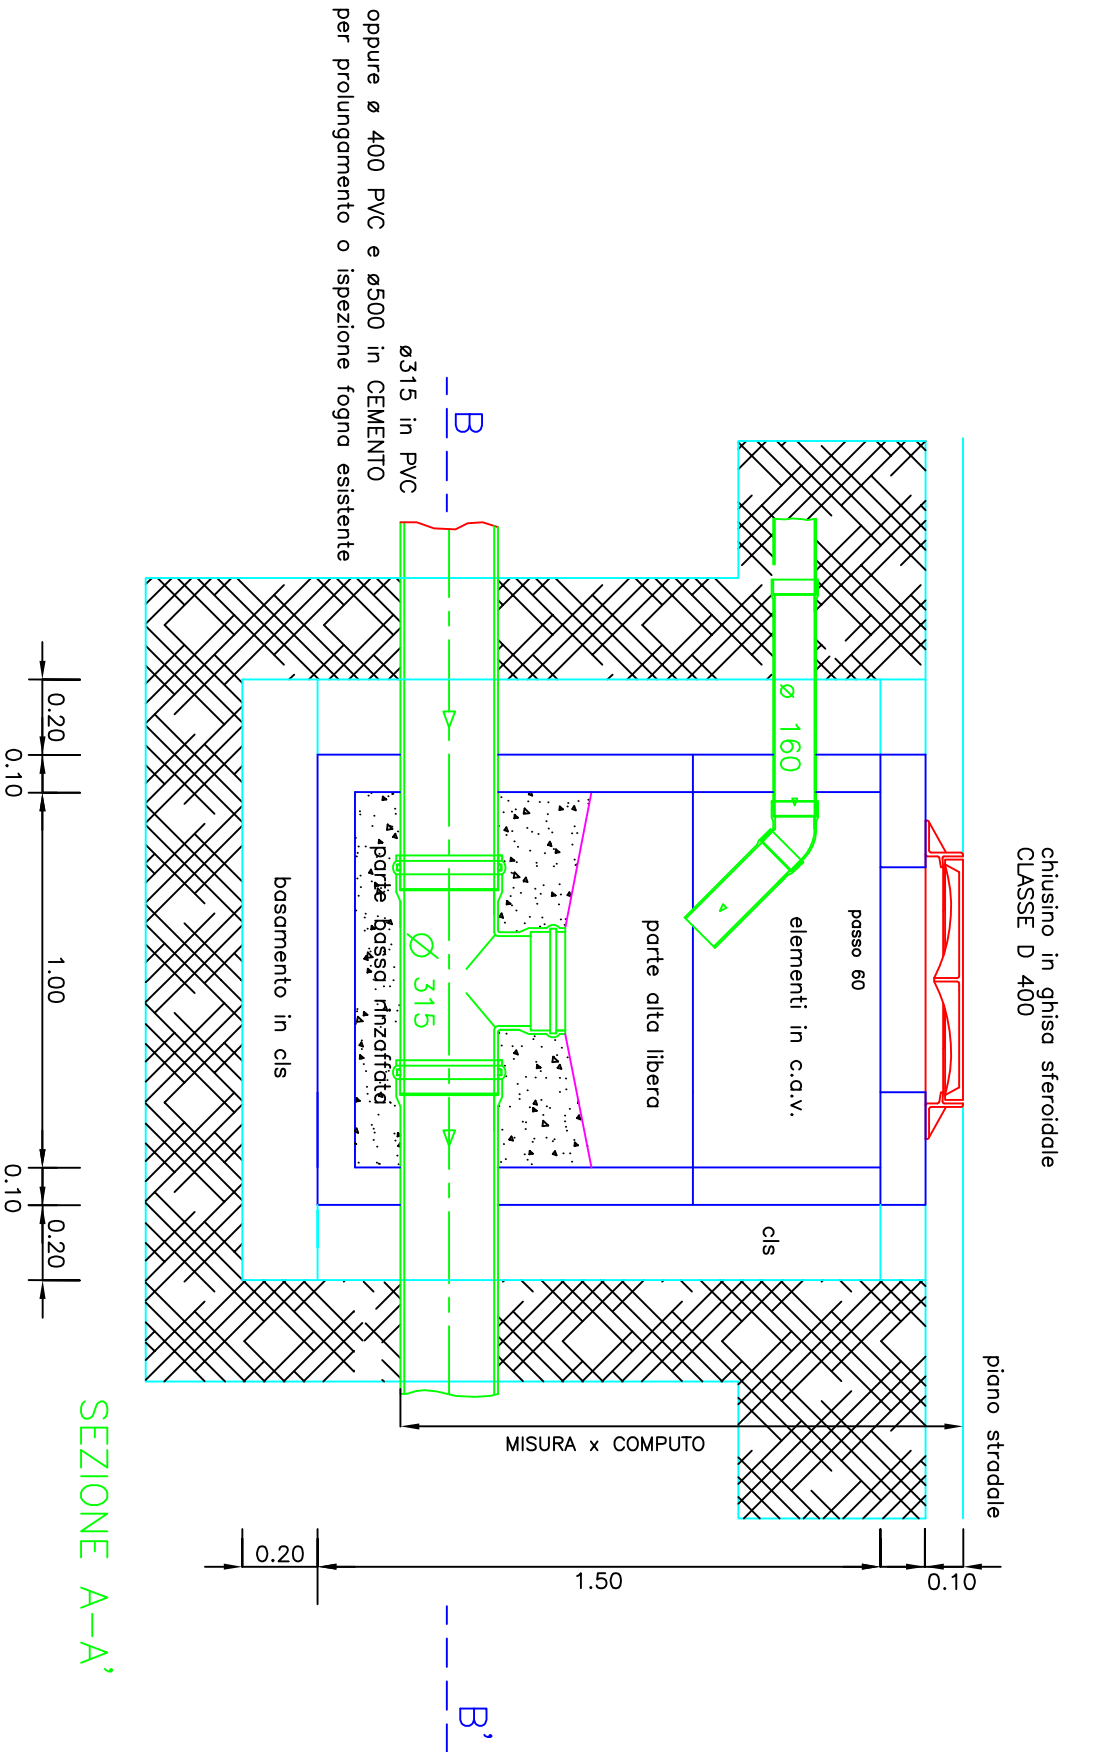 chiusino in ghisa sferoidale
CLASSE D 400
piano stradale
passo 60
elementi in c.a.v.
ø 160
cls
parte alta libera
MISURA x COMPUTO
B
B'
ø315 in PVC
oppure ø 400 PVC e ø500 in CEMENTO
per prolungamento o ispezione fogna esistente
Ø 315
parte bassa rinzaffata
basamento in cls
0.10
1.50
0.20
0.20
0.10
1.00
0.10
0.20
SEZIONE A-A'